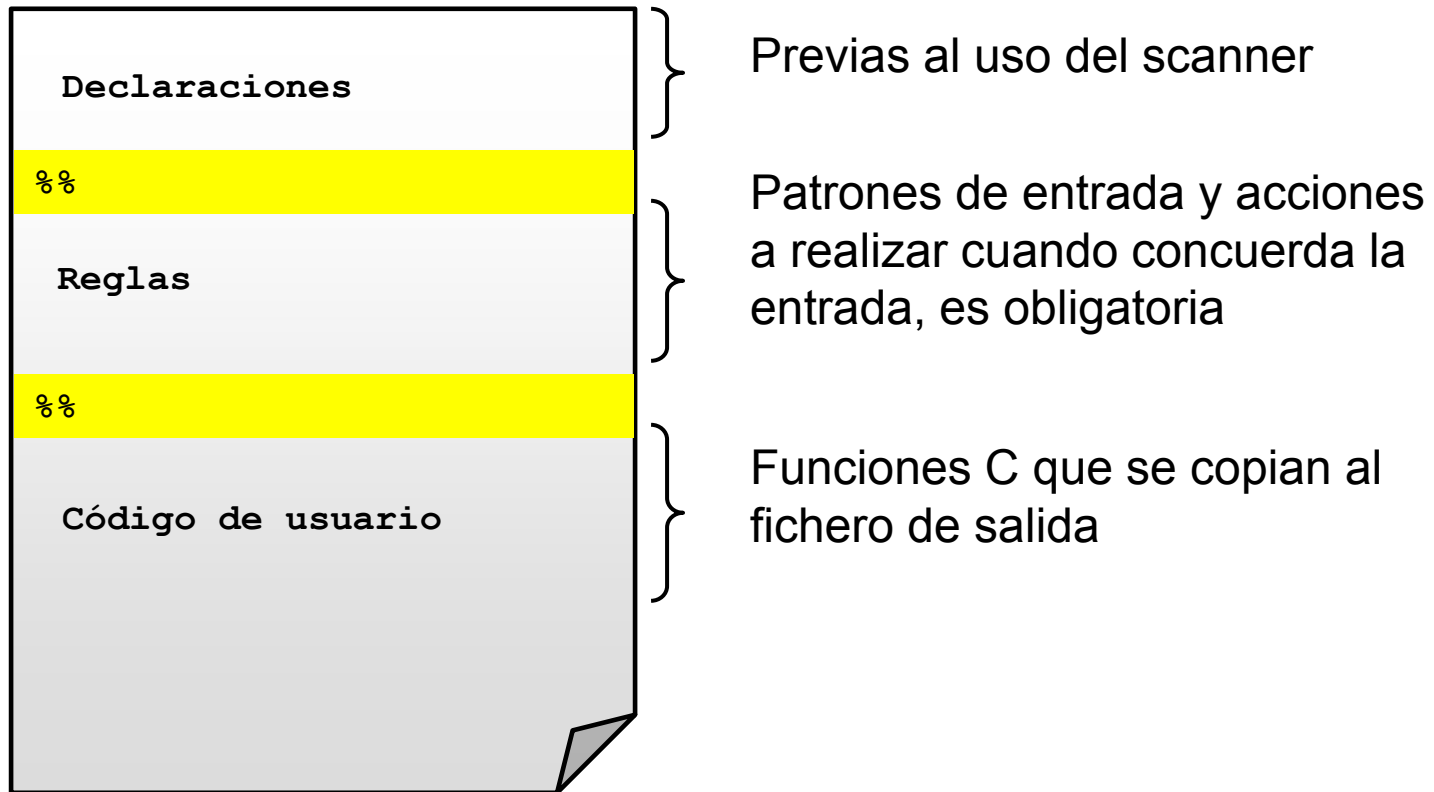 Declaraciones
Previas al uso del scanner
%%
Patrones de entrada y acciones
a realizar cuando concuerda la
entrada, es obligatoria
Reglas
%%
Funciones C que se copian al
fichero de salida
Código de usuario